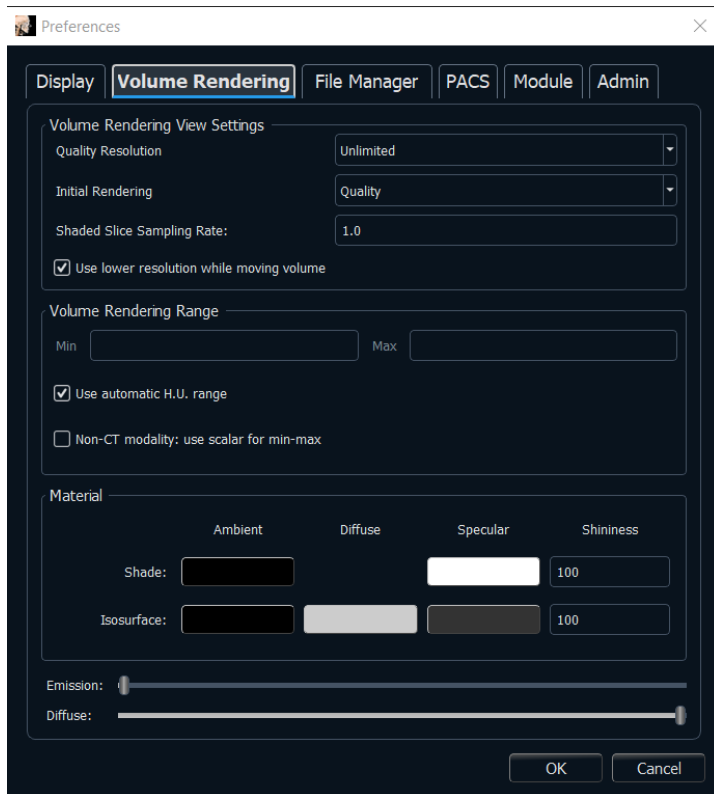 Preferences
Display Volume Rendering File Manager PACS Module Admin
Volume Rendering View Settings
Quality Resolution Unlimited
Initial Rendering Quality
Shaded Slice Sampling Rate: 1.0
Use lower resolution while moving volume
Volume Rendering Range
Min Max
Use automatic H.U. range
Non-CT modality: use scalar for min-max
Material
Ambient Diffuse Specular Shininess
Shade: 100
Isosurface: 100
Emission:
Diffuse:
OK Cancel